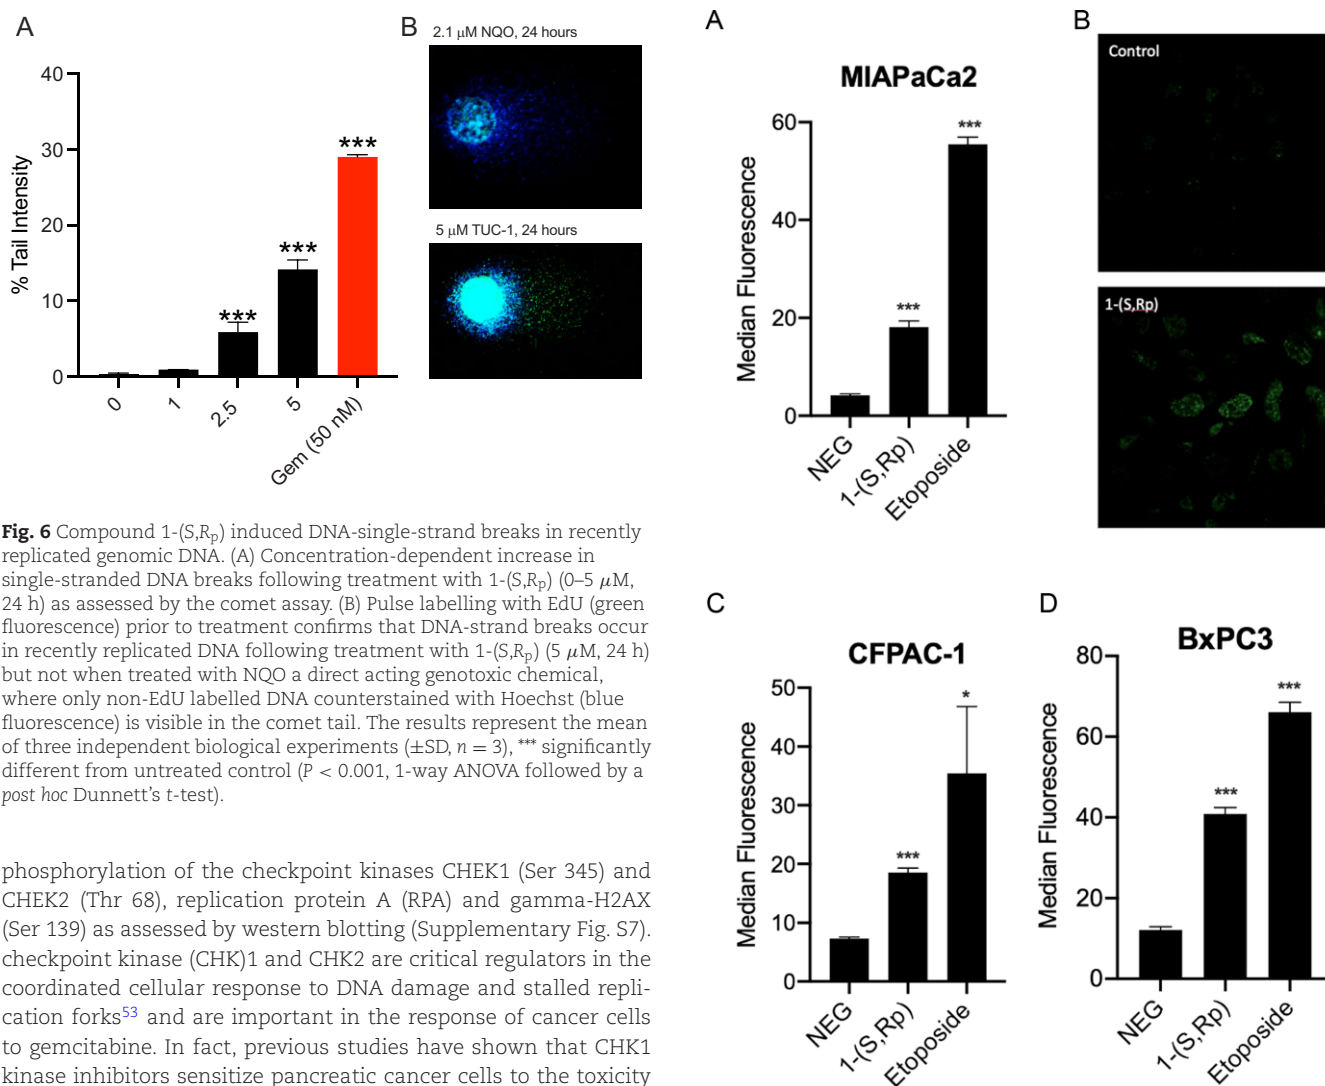 A
% Tail Intensity
40
30
20
10
0
***
***
***
0
1
2.5
5
Gem (50 nM)
B
2.1 μM NQO, 24 hours
5 μM TUC-1, 24 hours
Fig. 6 Compound 1-(S,Rp) induced DNA-single-strand breaks in recently
replicated genomic DNA. (A) Concentration-dependent increase in
single-stranded DNA breaks following treatment with 1-(S,Rp) (0–5 μM,
24 h) as assessed by the comet assay. (B) Pulse labelling with EdU (green
fluorescence) prior to treatment confirms that DNA-strand breaks occur
in recently replicated DNA following treatment with 1-(S,Rp) (5 μM, 24 h)
but not when treated with NQO a direct acting genotoxic chemical,
where only non-EdU labelled DNA counterstained with Hoechst (blue
fluorescence) is visible in the comet tail. The results represent the mean
of three independent biological experiments (±SD, n = 3), *** significantly
different from untreated control (P < 0.001, 1-way ANOVA followed by a
post hoc Dunnett's t-test).
phosphorylation of the checkpoint kinases CHEK1 (Ser 345) and
CHEK2 (Thr 68), replication protein A (RPA) and gamma-H2AX
(Ser 139) as assessed by western blotting (Supplementary Fig. S7).
checkpoint kinase (CHK)1 and CHK2 are critical regulators in the
coordinated cellular response to DNA damage and stalled repli-
cation forks53 and are important in the response of cancer cells
to gemcitabine. In fact, previous studies have shown that CHK1
kinase inhibitors sensitize pancreatic cancer cells to the toxicity
A
MIAPaCa2
Median Fluorescence
60
40
20
0
***
***
NEG
1-(S,Rp)
Etoposide
B
Control
1-(S,Rp)
C
CFPAC-1
Median Fluorescence
50
40
30
20
10
0
***
*
NEG
1-(S,Rp)
Etoposide
D
BxPC3
Median Fluorescence
80
60
40
20
0
***
***
NEG
1-(S,Rp)
Etoposide